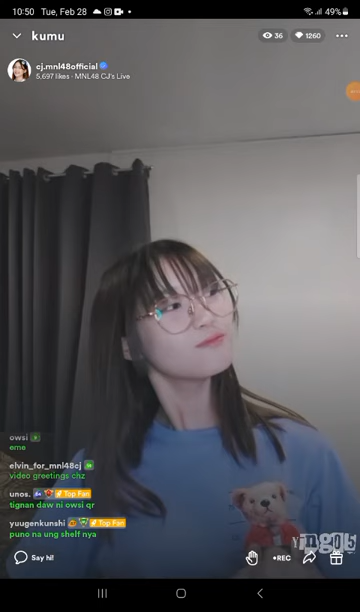 10:50 Tue, Feb 28
49%
kumu
36
1260
cj.mnl48official
5,697 likes · MNL48 CJ's Live
owsi
eme
elvin_for_mnl48cj
video greetings chz
unos.
Top Fan
tignan daw ni owsi qr
yuugenkunshi
Top Fan
puno na ung shelf nya
Say hi!
•REC